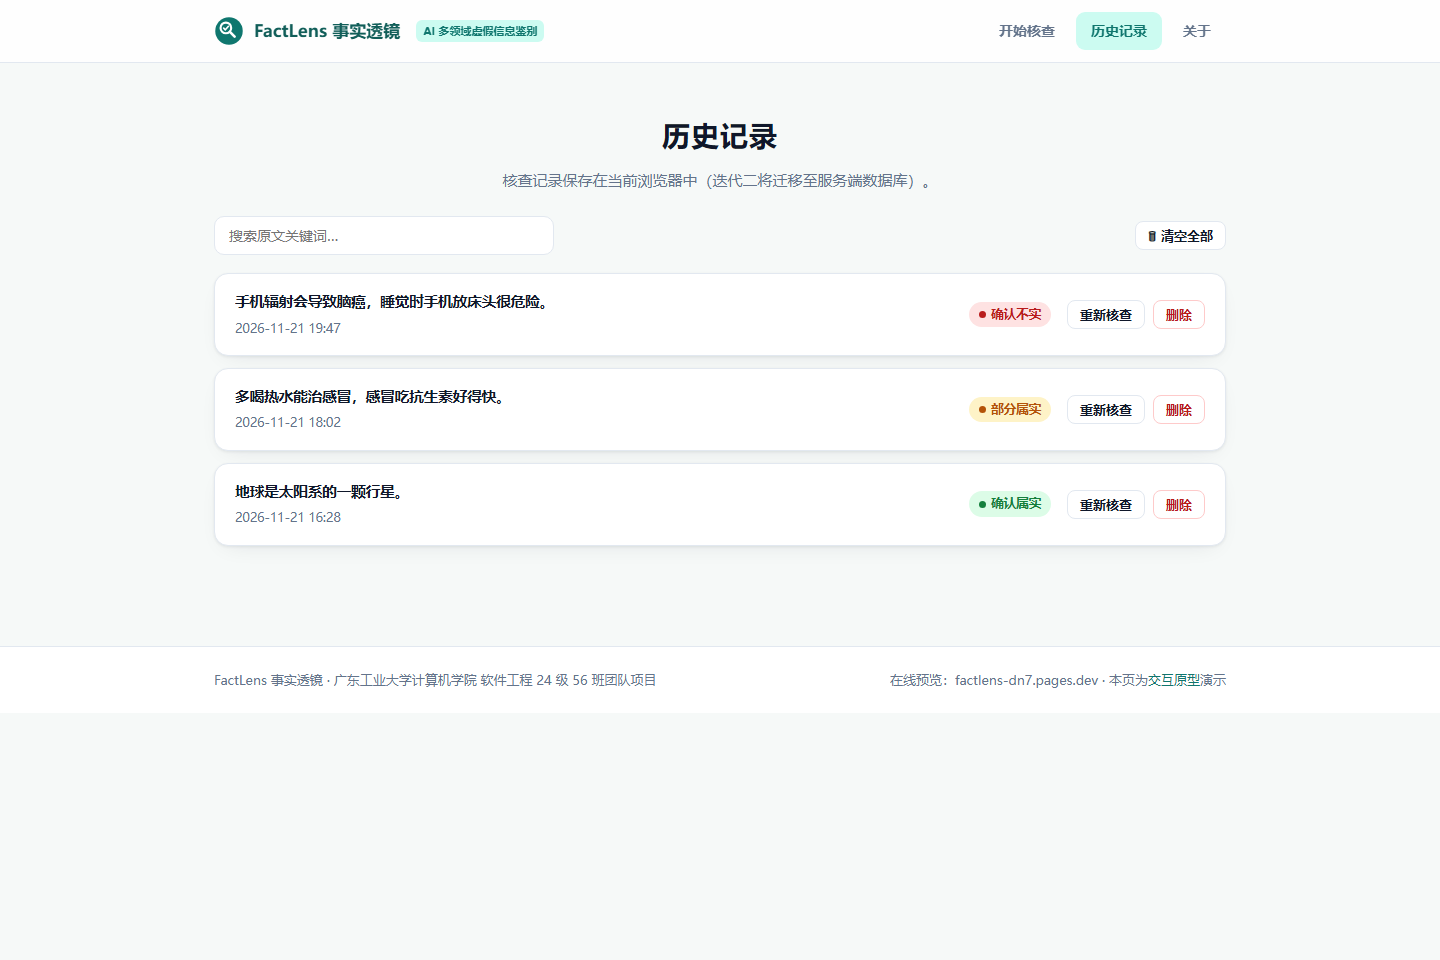 FactLens 事实透镜 AI 多领域虚假信息鉴别 开始核查 历史记录 关于
历史记录
核查记录保存在当前浏览器中（迭代二将迁移至服务端数据库）。
搜索原文关键词... 清空全部
手机辐射会导致脑癌，睡觉时手机放床头很危险。
2026-11-21 19:47
确认不实 重新核查 删除
多喝热水能治感冒，感冒吃抗生素好得快。
2026-11-21 18:02
部分属实 重新核查 删除
地球是太阳系的一颗行星。
2026-11-21 16:28
确认属实 重新核查 删除
FactLens 事实透镜 · 广东工业大学计算机学院 软件工程 24 级 56 班团队项目
在线预览：factlens-dn7.pages.dev · 本页为交互原型演示